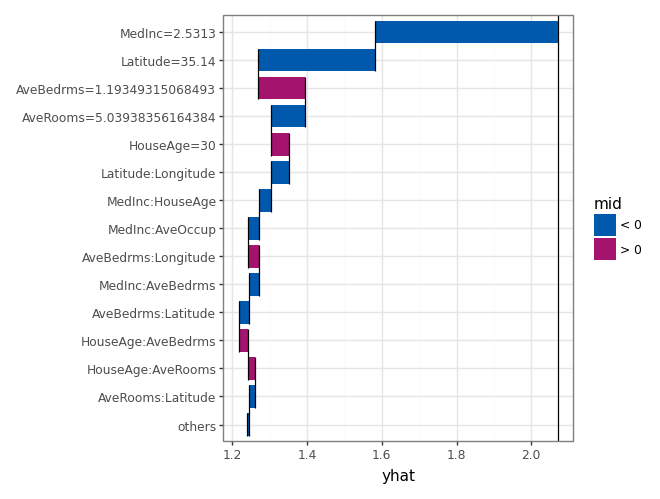 MedInc=2.5313
Latitude=35.14
AveBedrms=1.19349315068493
AveRooms=5.03938356164384
HouseAge=30
Latitude:Longitude
MedInc:HouseAge
MedInc:AveOccup
AveBedrms:Longitude
MedInc:AveBedrms
AveBedrms:Latitude
HouseAge:AveBedrms
HouseAge:AveRooms
AveRooms:Latitude
others
1.2 1.4 1.6 1.8 2.0
yhat
mid
< 0
> 0